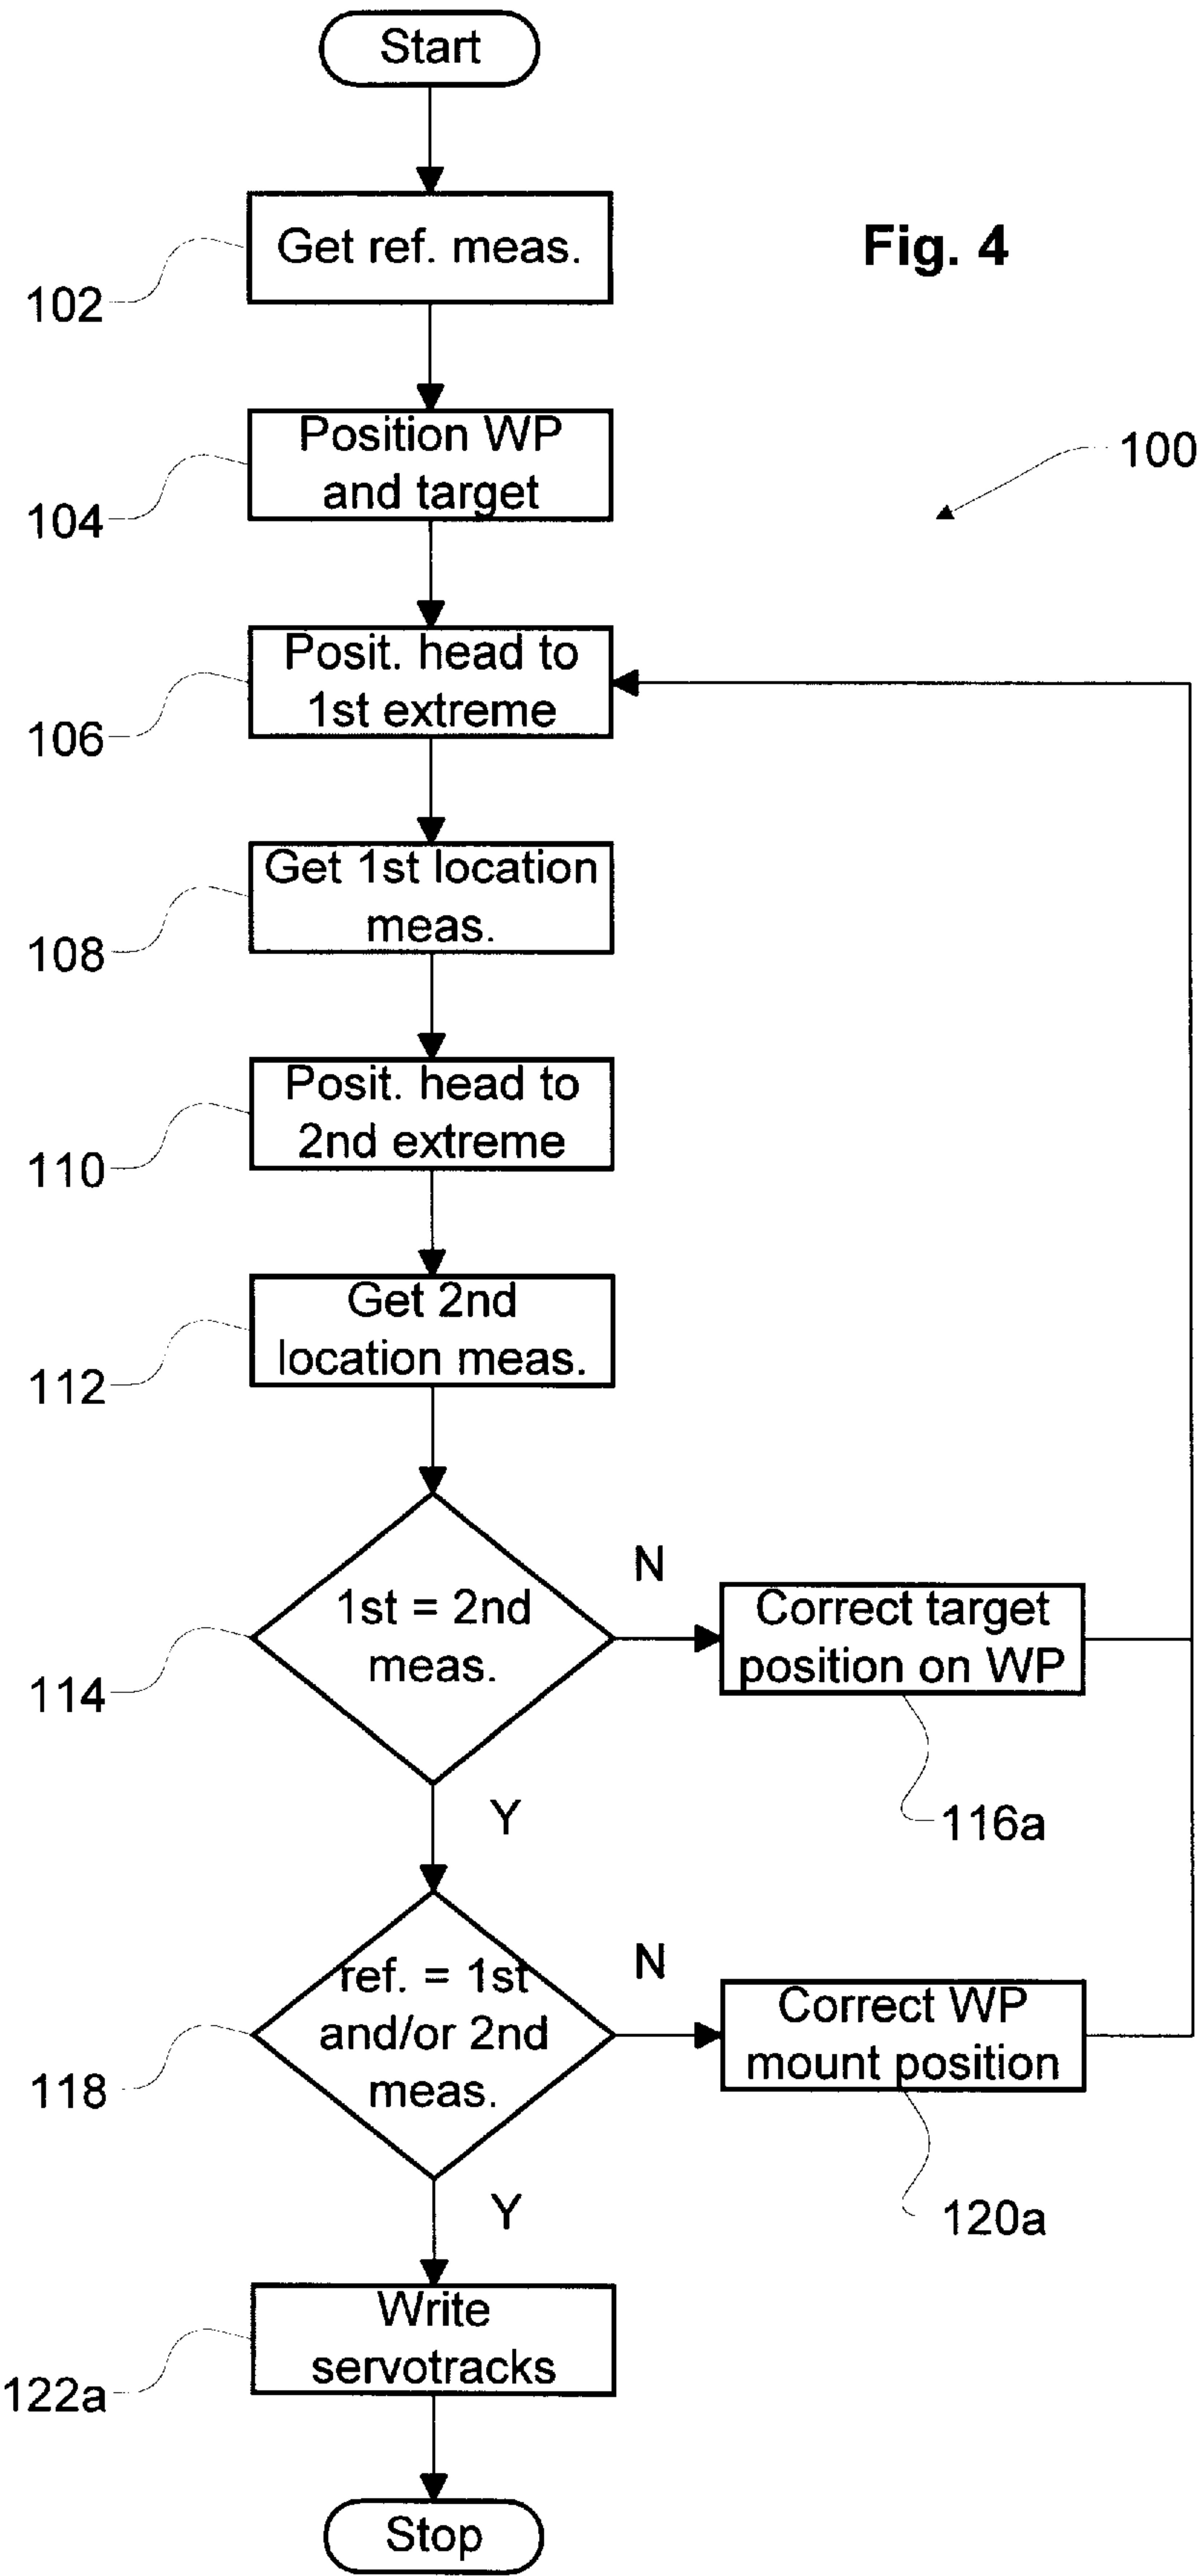 Start
Get ref. meas.
Fig. 4
102
Position WP
and target
100
104
Posit. head to
1st extreme
106
Get 1st location
meas.
108
Posit. head to
2nd extreme
110
Get 2nd
location meas.
112
1st = 2nd
meas.
N
Correct target
position on WP
114
116a
Y
ref. = 1st
and/or 2nd
meas.
N
Correct WP
mount position
118
120a
Y
Write
servotracks
122a
Stop